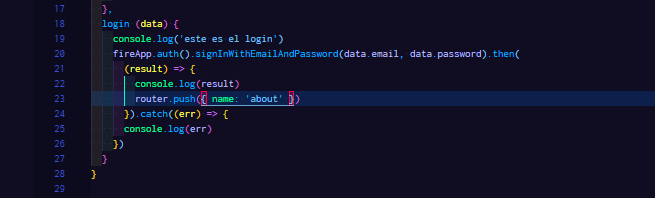 17 },
18 login (data) {
19 console.log('este es el login')
20 fireApp.auth().signInWithEmailAndPassword(data.email, data.password).then(
21 (result) => {
22 console.log(result)
23 router.push({ name: 'about' })
24 }).catch((err) => {
25 console.log(err)
26 })
27 }
28 }
29